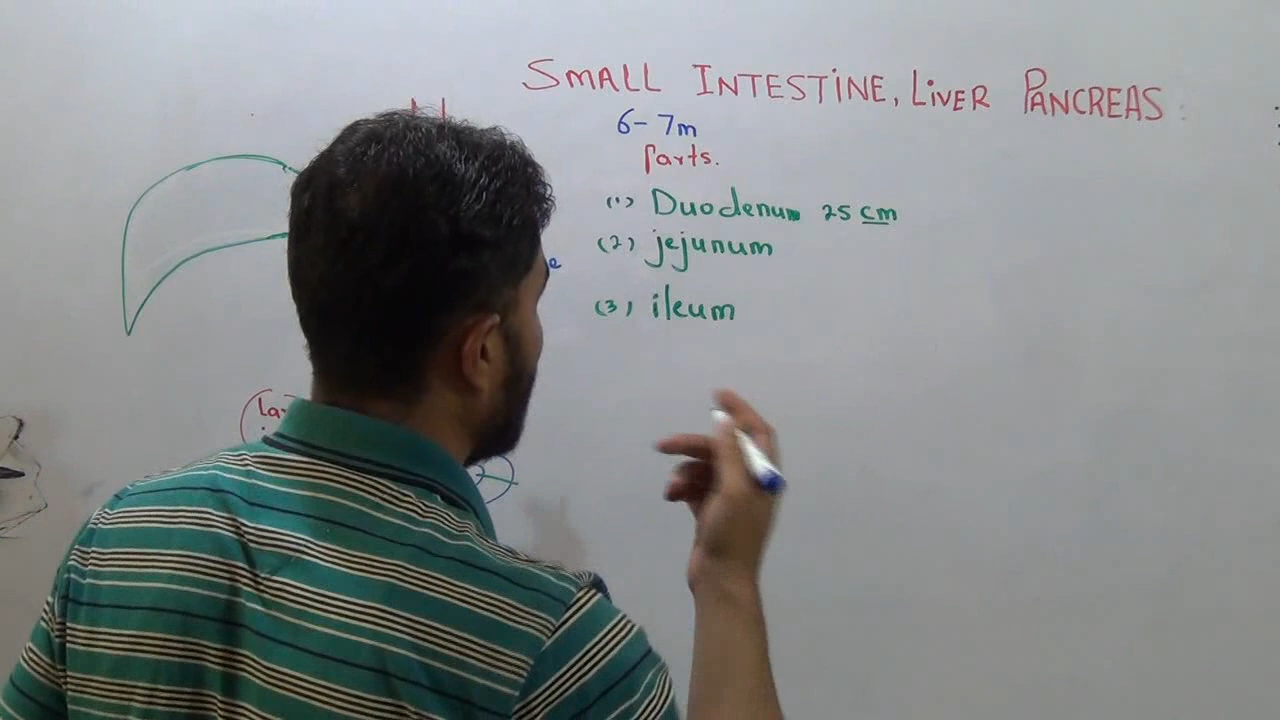 SMALL INTESTINE, LIVER PANCREAS
6-7m
Parts.
(1) Duodenum 25 cm
(2) jejunum
(3) ileum